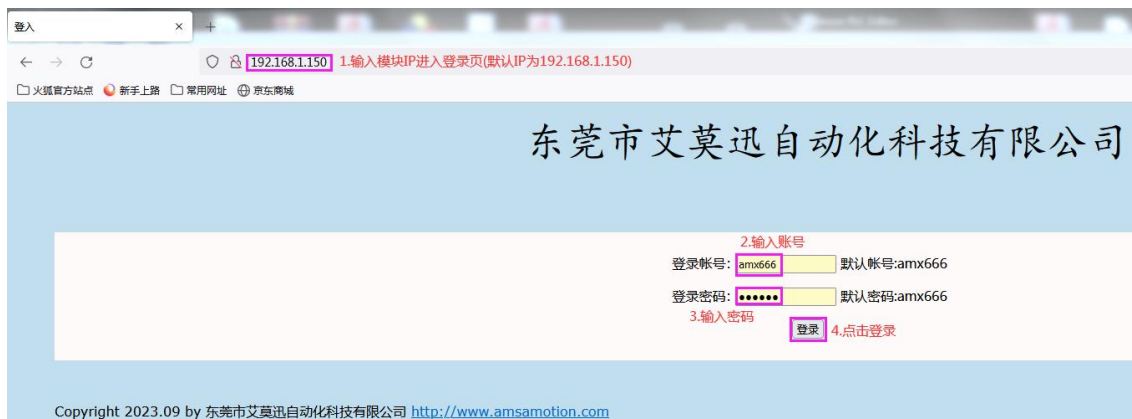 登入
192.168.1.150 1.输入模块IP进入登录页(默认IP为192.168.1.150)
火狐官方站点 新手上路 常用网址 京东商城
东莞市艾莫迅自动化科技有限公司
2.输入账号
登录帐号: amx666 默认帐号:amx666
登录密码: ●●●●●● 默认密码:amx666
3.输入密码
登录 4.点击登录
Copyright 2023.09 by 东莞市艾莫迅自动化科技有限公司 http://www.amsamotion.com